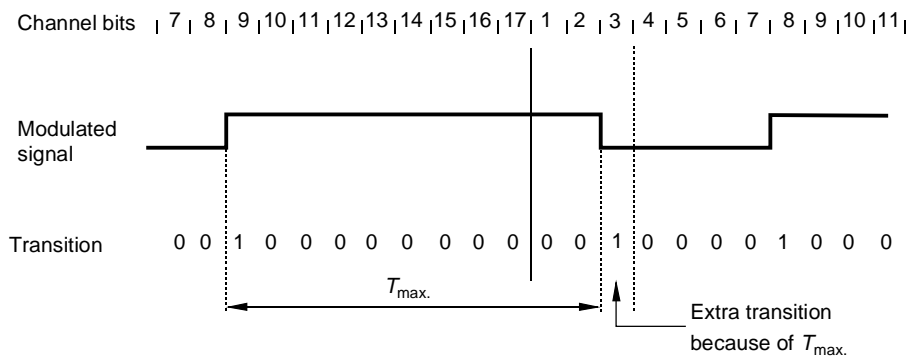 Channel bits 7 8 9 10 11 12 13 14 15 16 17 1 2 3 4 5 6 7 8 9 10 11
Modulated
signal
Transition 0 0 1 0 0 0 0 0 0 0 0 0 0 1 0 0 0 0 1 0 0 0
Tmax.
Extra transition
because of Tmax.